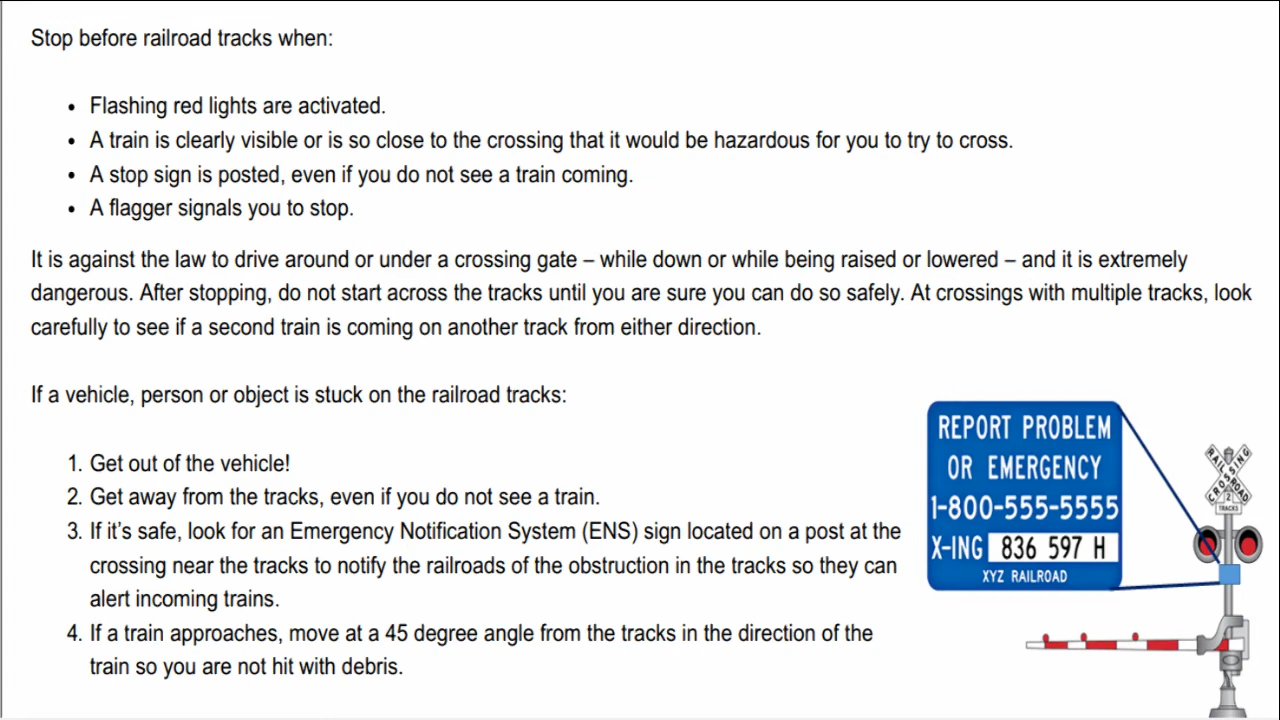 Stop before railroad tracks when:
• Flashing red lights are activated.
• A train is clearly visible or is so close to the crossing that it would be hazardous for you to try to cross.
• A stop sign is posted, even if you do not see a train coming.
• A flagger signals you to stop.
It is against the law to drive around or under a crossing gate – while down or while being raised or lowered – and it is extremely
dangerous. After stopping, do not start across the tracks until you are sure you can do so safely. At crossings with multiple tracks, look
carefully to see if a second train is coming on another track from either direction.
If a vehicle, person or object is stuck on the railroad tracks:
1. Get out of the vehicle!
2. Get away from the tracks, even if you do not see a train.
3. If it’s safe, look for an Emergency Notification System (ENS) sign located on a post at the
crossing near the tracks to notify the railroads of the obstruction in the tracks so they can
alert incoming trains.
4. If a train approaches, move at a 45 degree angle from the tracks in the direction of the
train so you are not hit with debris.
REPORT PROBLEM
OR EMERGENCY
1-800-555-5555
X-ING 836 597 H
XYZ RAILROAD
RAILROAD
CROSSING
2
TRACKS